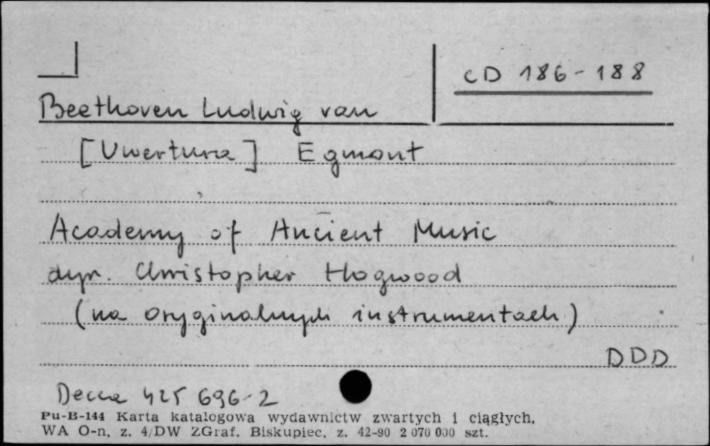 CD 186-188
Beethoven Ludwig van
[Uwertura] Egmont
Academy of Ancient Music
dyr. Christopher Hogwood
(na oryginalnych instrumentach)
DDD
Decca 425 696-2
Pu-B-144 Karta katalogowa wydawnictw zwartych i ciągłych.
WA O-n, z. 4/DW ZGraf. Biskupiec, z. 42-90 2 070 000 szt.